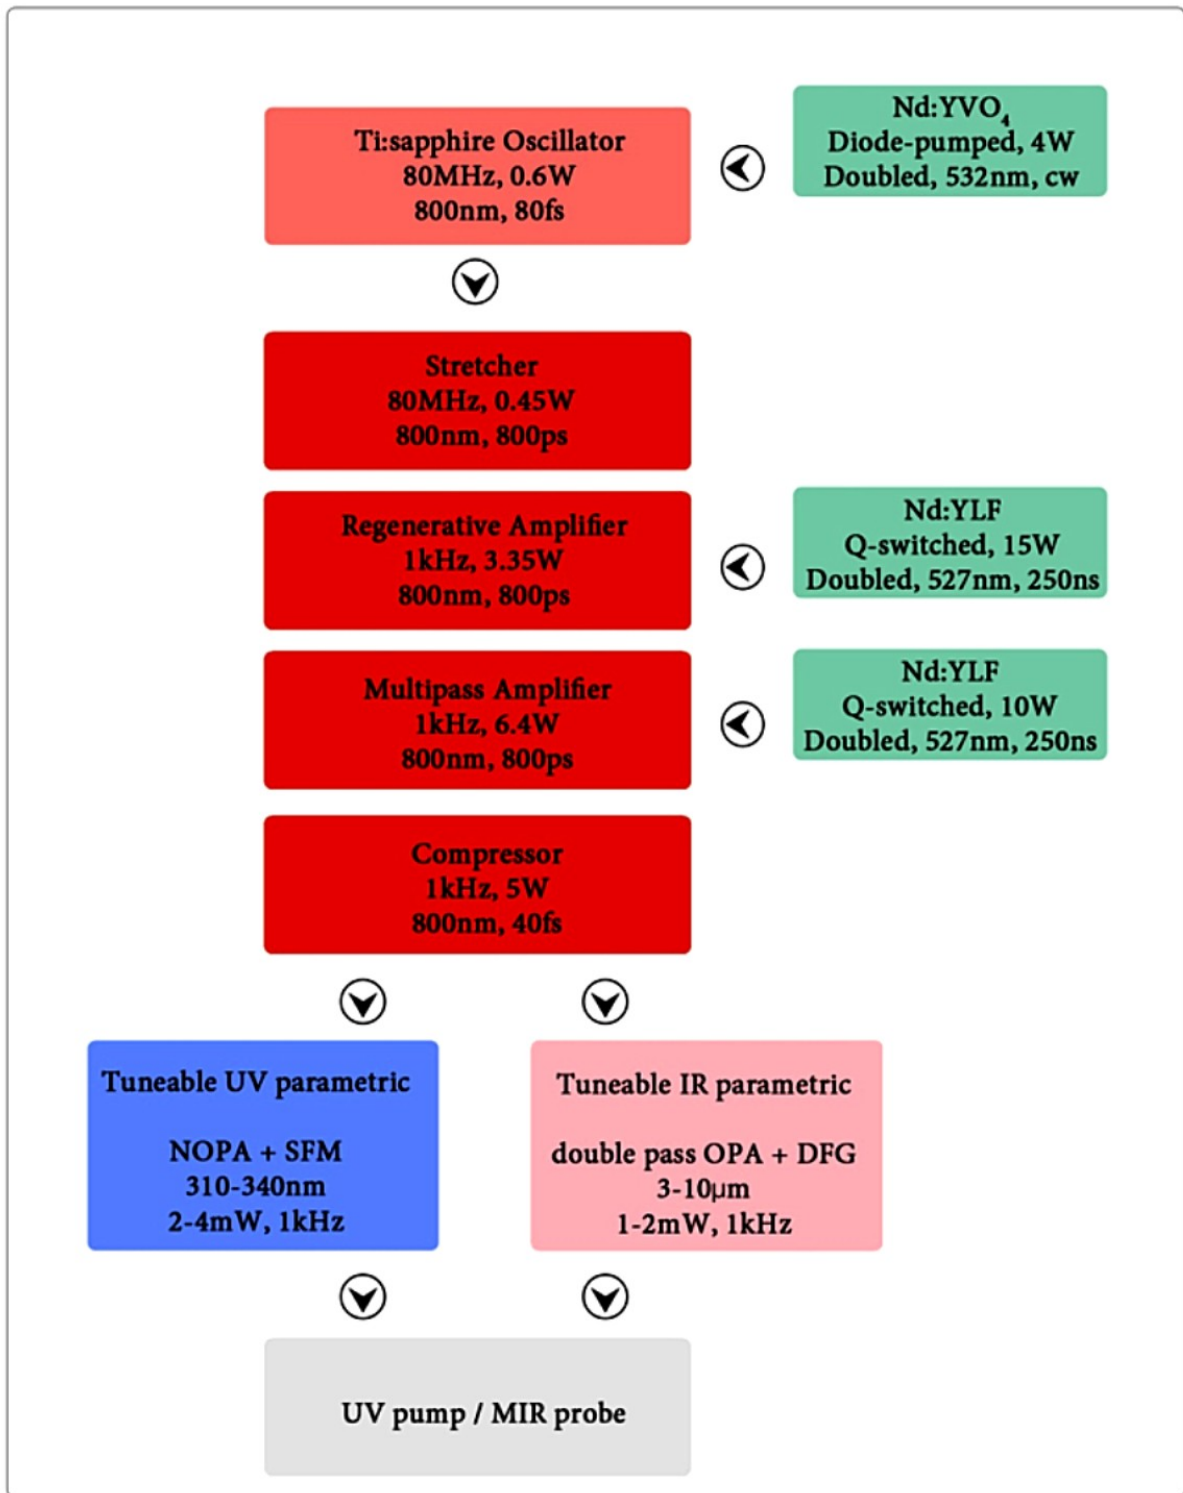 Ti:sapphire Oscillator
80MHz, 0.6W
800nm, 80fs
Nd:YVO₄
Diode-pumped, 4W
Doubled, 532nm, cw
Stretcher
80MHz, 0.45W
800nm, 800ps
Regenerative Amplifier
1kHz, 3.35W
800nm, 800ps
Nd:YLF
Q-switched, 15W
Doubled, 527nm, 250ns
Multipass Amplifier
1kHz, 6.4W
800nm, 800ps
Nd:YLF
Q-switched, 10W
Doubled, 527nm, 250ns
Compressor
1kHz, 5W
800nm, 40fs
Tuneable UV parametric
NOPA + SFM
310-340nm
2-4mW, 1kHz
Tuneable IR parametric
double pass OPA + DFG
3-10µm
1-2mW, 1kHz
UV pump / MIR probe